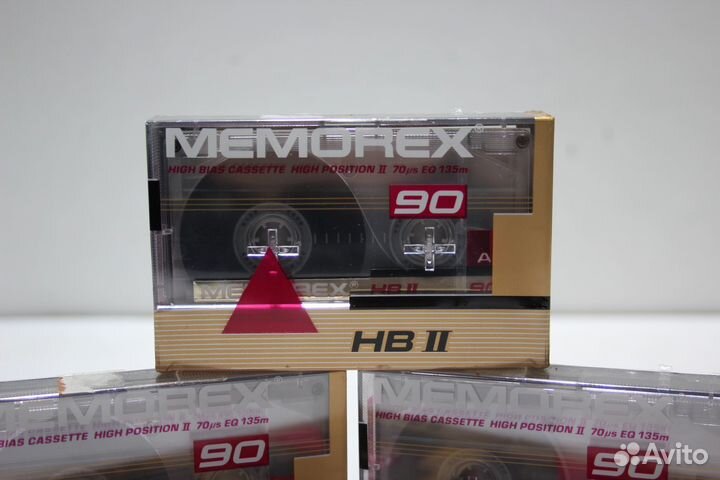 MEMOREX®
HIGH BIAS CASSETTE HIGH POSITION II 70µs EQ 135m
90
A
MEMOREX® HB II 90
HB II
MEMOREX
HIGH BIAS CASSETTE HIGH POSITION II 70µs EQ 135m
90
MEMOREX®
HIGH BIAS CASSETTE HIGH POSITION II 70µs EQ 135m
90
Avito